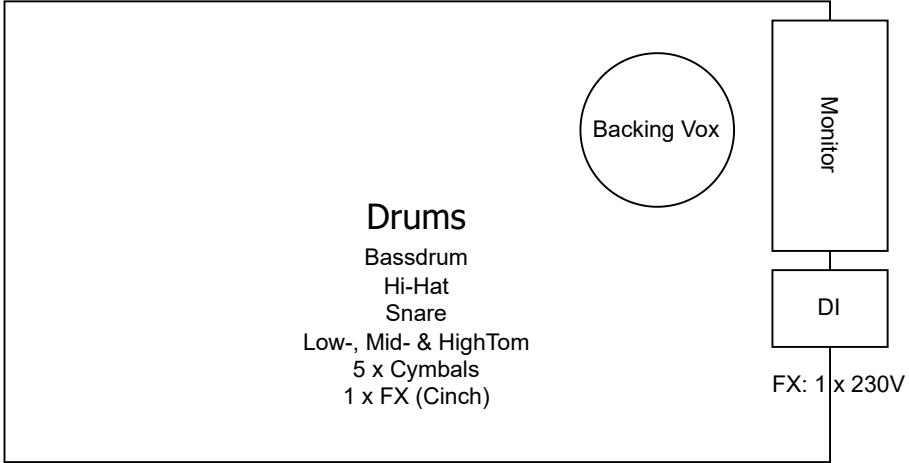 Backing Vox
Monitor
Drums
Bassdrum
Hi-Hat
Snare
Low-, Mid- & HighTom
5 x Cymbals
1 x FX (Cinch)
DI
FX: 1 x 230V